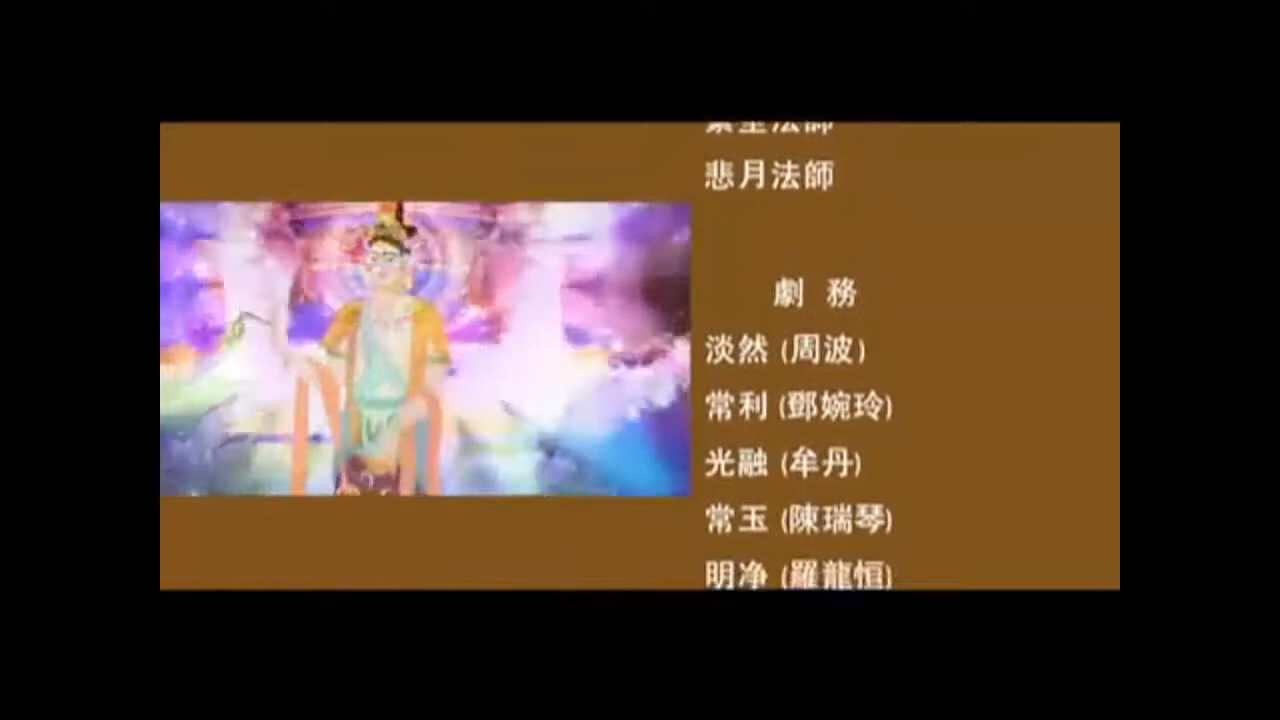 悲月法師
劇 務
淡然 (周波)
常利 (鄧婉玲)
光融 (牟丹)
常玉 (陳瑞琴)
明净 (羅龍恒)